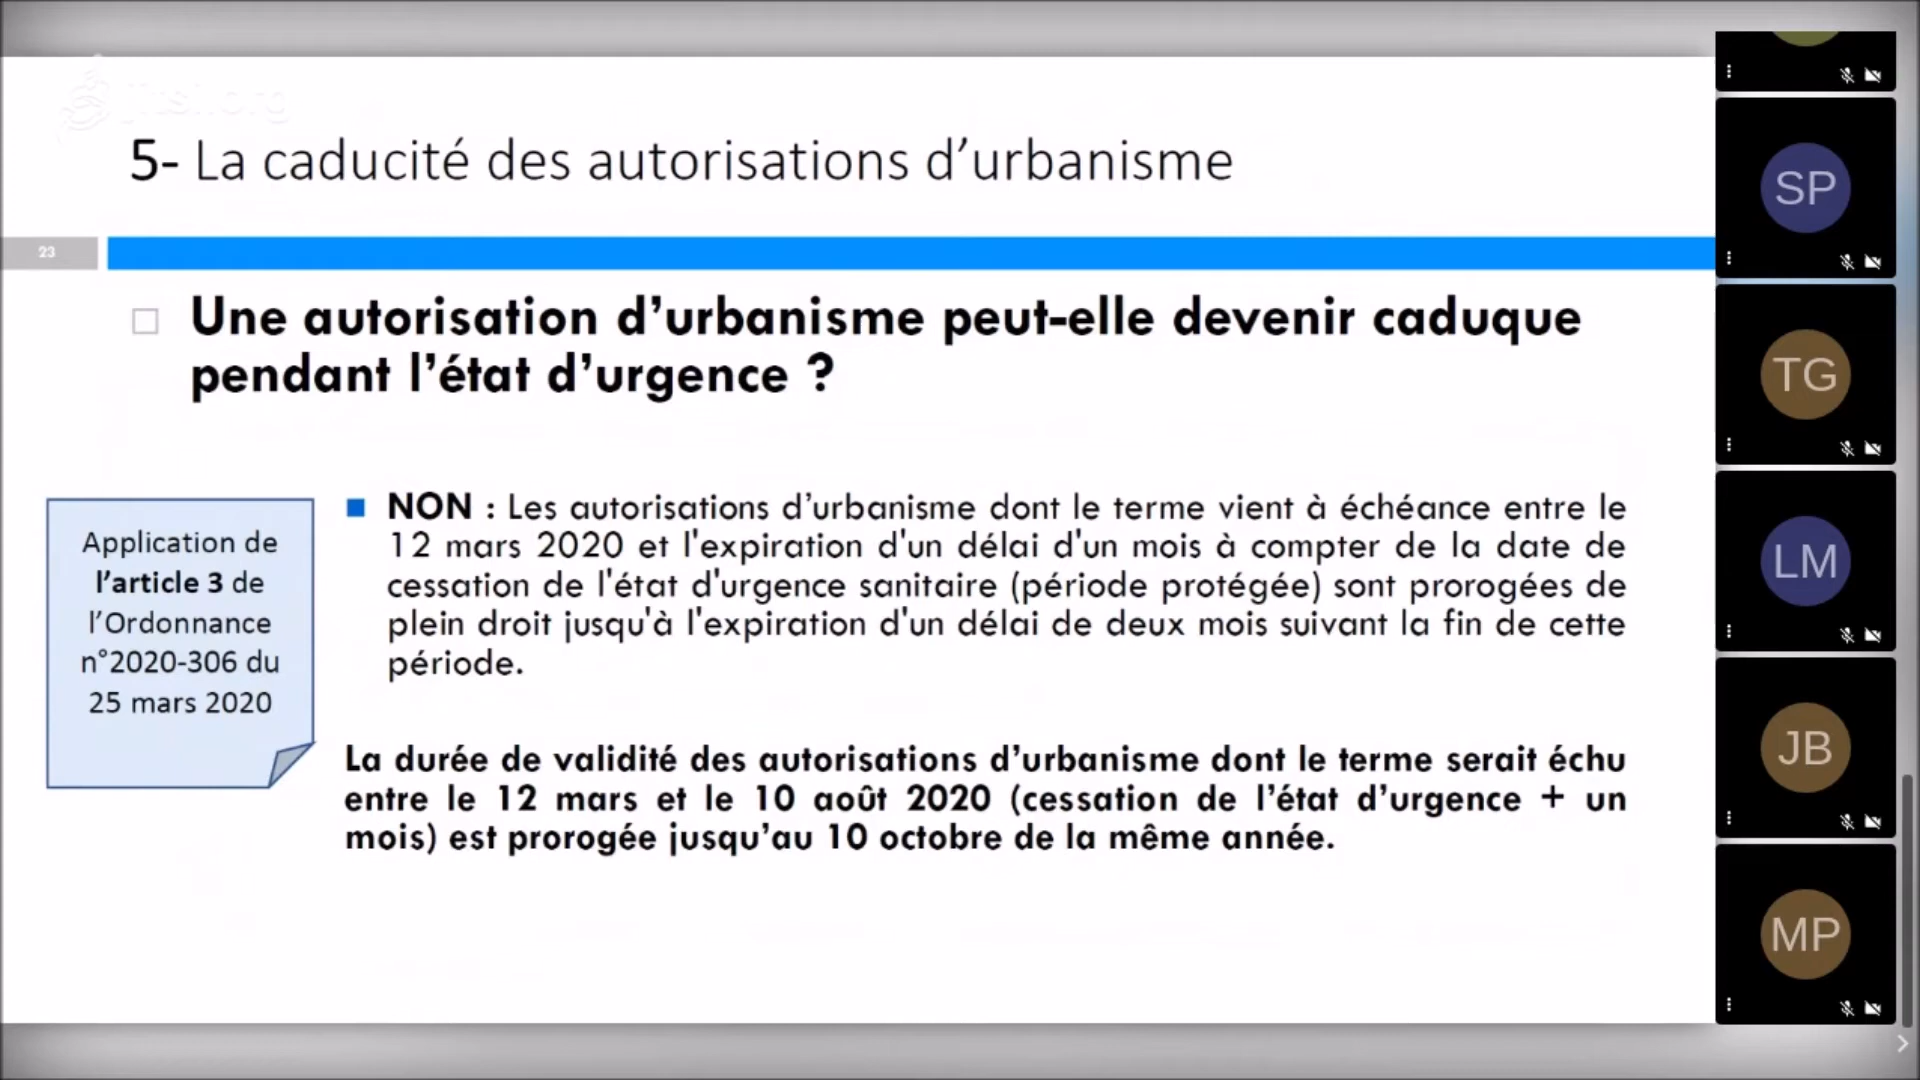 jitsi.org
5- La caducité des autorisations d’urbanisme
23
Une autorisation d’urbanisme peut-elle devenir caduque
pendant l’état d’urgence ?
Application de
l’article 3 de
l’Ordonnance
n°2020-306 du
25 mars 2020
NON : Les autorisations d’urbanisme dont le terme vient à échéance entre le
12 mars 2020 et l'expiration d'un délai d'un mois à compter de la date de
cessation de l'état d'urgence sanitaire (période protégée) sont prorogées de
plein droit jusqu'à l'expiration d'un délai de deux mois suivant la fin de cette
période.
La durée de validité des autorisations d’urbanisme dont le terme serait échu
entre le 12 mars et le 10 août 2020 (cessation de l’état d’urgence + un
mois) est prorogée jusqu’au 10 octobre de la même année.
SP
TG
LM
JB
MP